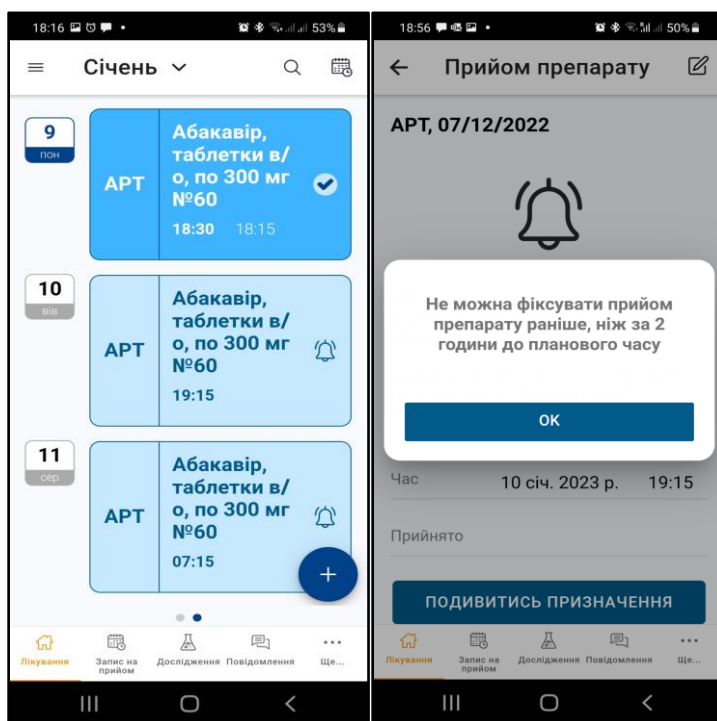 18:16
53%
Січень
9
пон
АРТ
Абакавір,
таблетки в/
о, по 300 мг
№60
18:30 18:15
10
вів
АРТ
Абакавір,
таблетки в/
о, по 300 мг
№60
19:15
11
сер
АРТ
Абакавір,
таблетки в/
о, по 300 мг
№60
07:15
+
Лікування
Запис на
прийом
Дослідження
Повідомлення
Ще...
18:56
50%
Прийом препарату
АРТ, 07/12/2022
Не можна фіксувати прийом
препарату раніше, ніж за 2
години до планового часу
ОК
Час 10 січ. 2023 р. 19:15
Прийнято
ПОДИВИТИСЬ ПРИЗНАЧЕННЯ
Лікування
Запис на
прийом
Дослідження
Повідомлення
Ще...